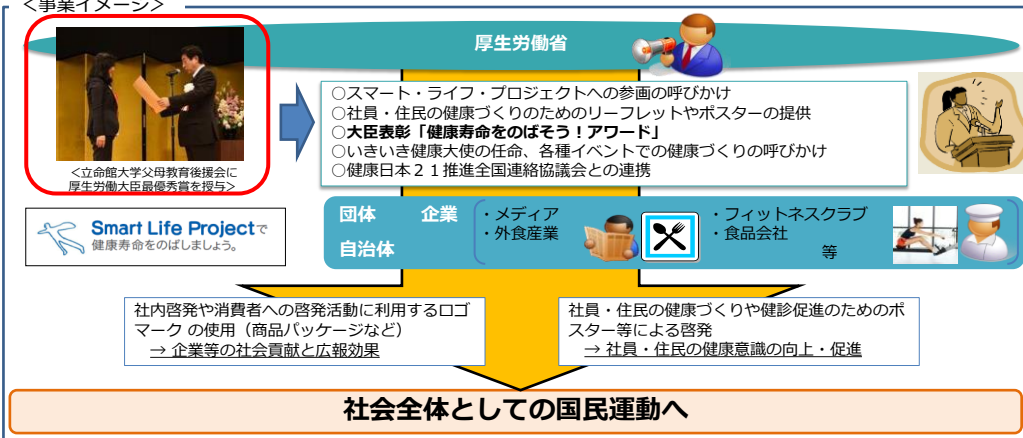 <事業イメージ>
厚生労働省
○スマート・ライフ・プロジェクトへの参画の呼びかけ
○社員・住民の健康づくりのためのリーフレットやポスターの提供
○大臣表彰「健康寿命をのばそう！アワード」
○いきいき健康大使の任命、各種イベントでの健康づくりの呼びかけ
○健康日本２１推進全国連絡協議会との連携
<立命館大学父母教育後援会に
厚生労働大臣最優秀賞を授与>
Smart Life Projectで
健康寿命をのばしましょう。
団体　企業
自治体
・メディア
・外食産業
・フィットネスクラブ
・食品会社
等
社内啓発や消費者への啓発活動に利用するロゴ
マーク の使用（商品パッケージなど）
→ 企業等の社会貢献と広報効果
社員・住民の健康づくりや健診促進のためのポ
スター等による啓発
→ 社員・住民の健康意識の向上・促進
社会全体としての国民運動へ